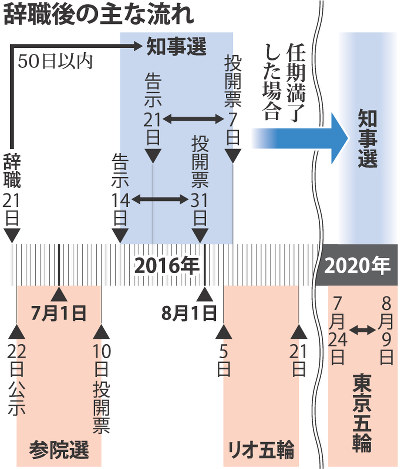 辞職後の主な流れ
50日以内
知事選
任期満了
した場合
告示
21日
投開票
7日
知事選
辞職
21日
告示
14日
投開票
31日
2016年
2020年
7月1日
8月1日
22日公示
10日投開票
5日
21日
7月24日
8月9日
参院選
リオ五輪
東京五輪